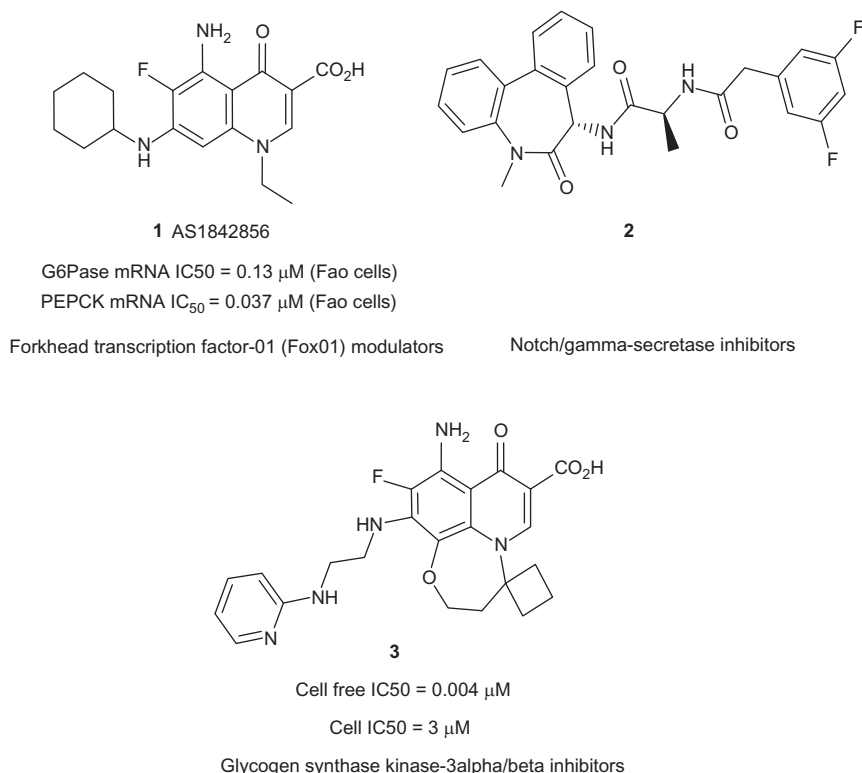 NH₂
O
F
CO₂H
N
H
N
1 AS1842856
G6Pase mRNA IC50 = 0.13 μM (Fao cells)
PEPCK mRNA IC₅₀ = 0.037 μM (Fao cells)
Forkhead transcription factor-01 (Fox01) modulators
F
O
H
N
N
H
O
F
N
O
2
Notch/gamma-secretase inhibitors
NH₂
O
F
CO₂H
HN
N
O
NH
N
3
Cell free IC50 = 0.004 μM
Cell IC50 = 3 μM
Glycogen synthase kinase-3alpha/beta inhibitors